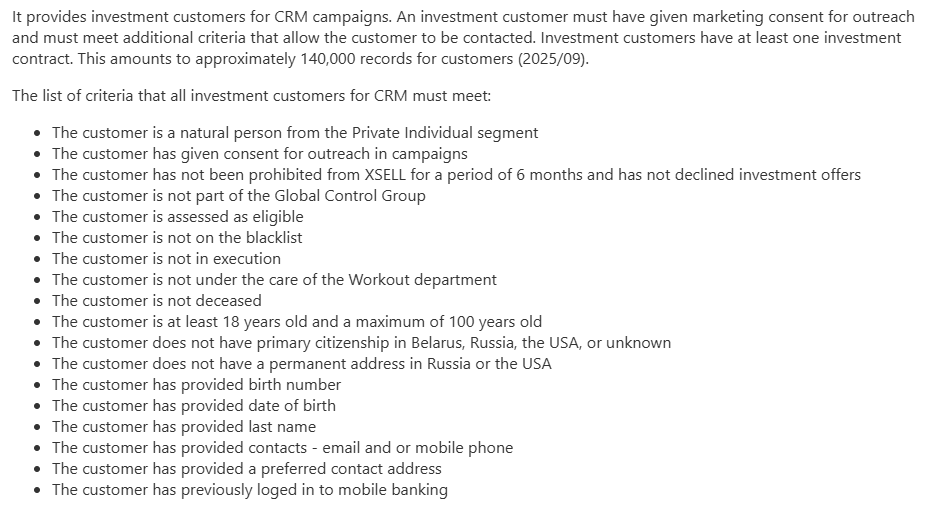 It provides investment customers for CRM campaigns. An investment customer must have given marketing consent for outreach
and must meet additional criteria that allow the customer to be contacted. Investment customers have at least one investment
contract. This amounts to approximately 140,000 records for customers (2025/09).
The list of criteria that all investment customers for CRM must meet:
• The customer is a natural person from the Private Individual segment
• The customer has given consent for outreach in campaigns
• The customer has not been prohibited from XSELL for a period of 6 months and has not declined investment offers
• The customer is not part of the Global Control Group
• The customer is assessed as eligible
• The customer is not on the blacklist
• The customer is not in execution
• The customer is not under the care of the Workout department
• The customer is not deceased
• The customer is at least 18 years old and a maximum of 100 years old
• The customer does not have primary citizenship in Belarus, Russia, the USA, or unknown
• The customer does not have a permanent address in Russia or the USA
• The customer has provided birth number
• The customer has provided date of birth
• The customer has provided last name
• The customer has provided contacts - email and or mobile phone
• The customer has provided a preferred contact address
• The customer has previously loged in to mobile banking